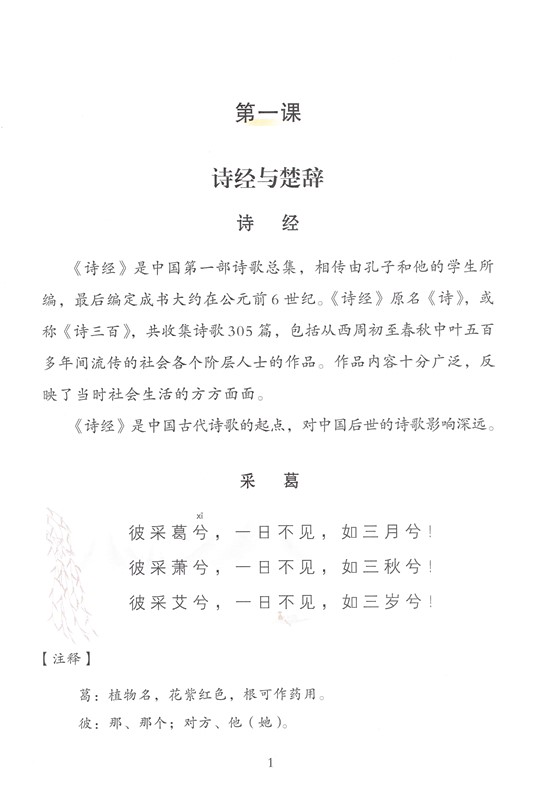 第一课
诗经与楚辞
诗 经
《诗经》是中国第一部诗歌总集，相传由孔子和他的学生所
编，最后编定成书大约在公元前6世纪。《诗经》原名《诗》，或
称《诗三百》，共收集诗歌305篇，包括从西周初至春秋中叶五百
多年间流传的社会各个阶层人士的作品。作品内容十分广泛，反
映了当时社会生活的方方面面。
《诗经》是中国古代诗歌的起点，对中国后世的诗歌影响深远。
采 葛
xī
彼采葛兮，一日不见，如三月兮！
彼采萧兮，一日不见，如三秋兮！
彼采艾兮，一日不见，如三岁兮！
【注释】
葛：植物名，花紫红色，根可作药用。
彼：那、那个；对方、他（她）。
1